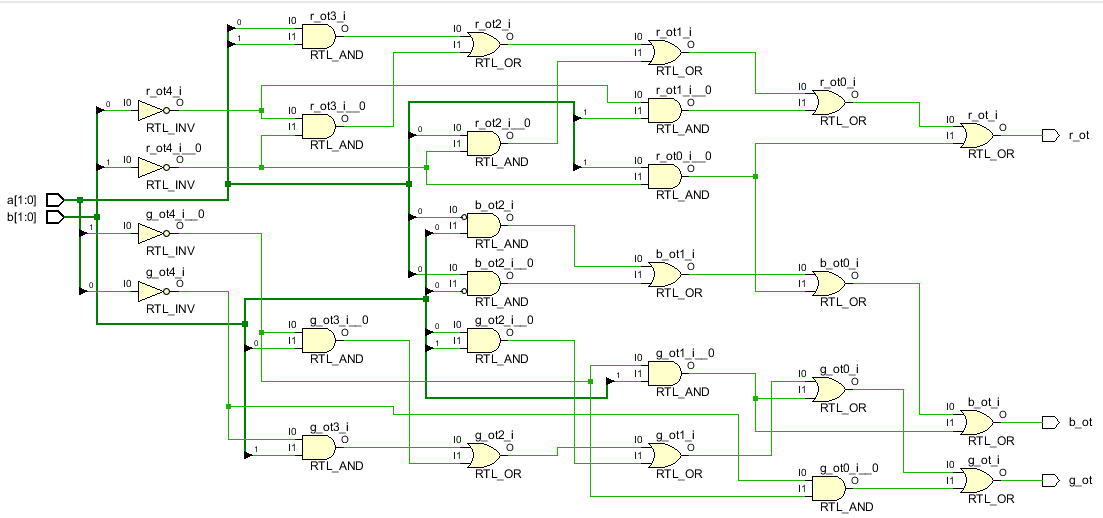 r_ot3_i
0 I0 O
1 I1
RTL_AND
r_ot2_i
I0 O
I1
RTL_OR
r_ot1_i
I0 O
I1
RTL_OR
r_ot4_i
0 I0 O
RTL_INV
r_ot3_i__0
I0 O
I1
RTL_AND
r_ot1_i__0
I0 O
1 I1
RTL_AND
r_ot0_i
I0 O
I1
RTL_OR
r_ot_i
I0 O
I1
RTL_OR
r_ot
r_ot4_i__0
1 I0 O
RTL_INV
r_ot2_i__0
0 I0 O
I1
RTL_AND
r_ot0_i__0
1 I0 O
I1
RTL_AND
a[1:0]
b[1:0]
g_ot4_i__0
1 I0 O
RTL_INV
b_ot2_i
0 I0 O
0 I1
RTL_AND
g_ot4_i
0 I0 O
RTL_INV
b_ot2_i__0
0 I0 O
0 I1
RTL_AND
b_ot1_i
I0 O
I1
RTL_OR
b_ot0_i
I0 O
I1
RTL_OR
g_ot3_i__0
I0 O
0 I1
RTL_AND
g_ot2_i__0
0 I0 O
1 I1
RTL_AND
g_ot1_i__0
I0 O
1 I1
RTL_AND
g_ot0_i
I0 O
I1
RTL_OR
b_ot_i
I0 O
I1
RTL_OR
b_ot
g_ot3_i
I0 O
1 I1
RTL_AND
g_ot2_i
I0 O
I1
RTL_OR
g_ot1_i
I0 O
I1
RTL_OR
g_ot0_i__0
I0 O
I1
RTL_AND
g_ot_i
I0 O
I1
RTL_OR
g_ot